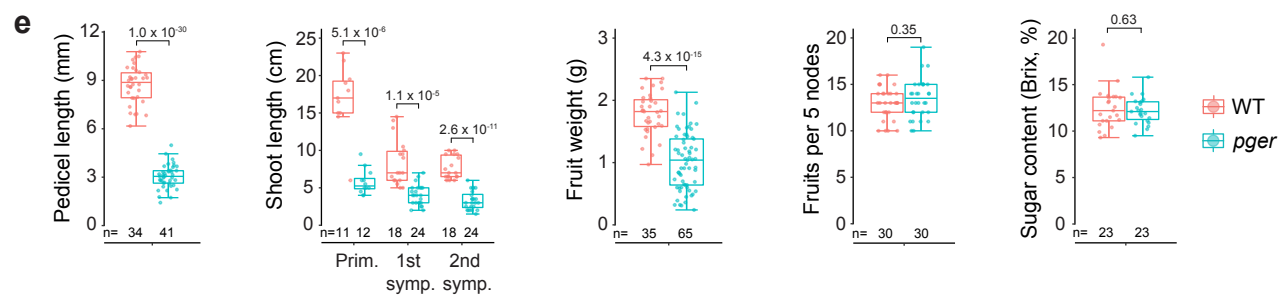 e
Pedicel length (mm)
12
9
6
3
0
1.0 x 10⁻³⁰
n= 34 41
Shoot length (cm)
25
20
15
10
5
0
5.1 x 10⁻⁶
1.1 x 10⁻⁵
2.6 x 10⁻¹¹
n= 11 12 18 24 18 24
Prim. 1st symp. 2nd symp.
Fruit weight (g)
3
2
1
0
4.3 x 10⁻¹⁵
35 65
Fruits per 5 nodes
20
15
10
5
0
0.35
30 30
Sugar content (Brix, %)
20
15
10
5
0
0.63
23 23
WT
pger